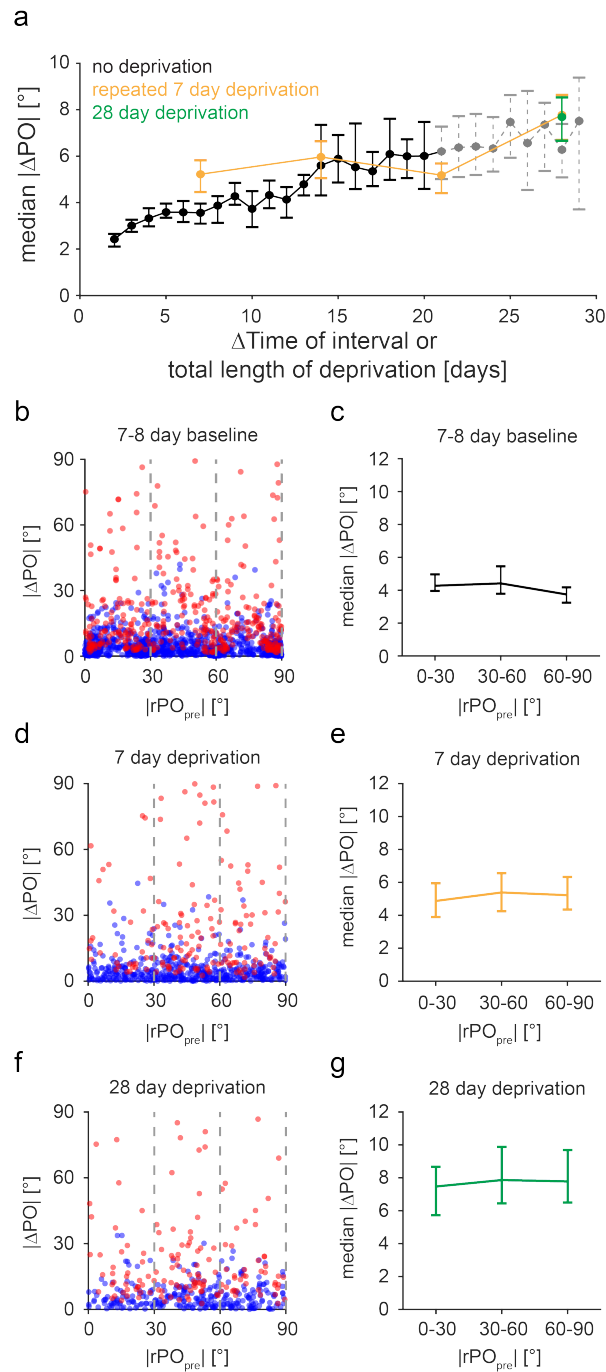 a
10
8
6
4
2
0
median |ΔPO| [°]
no deprivation
repeated 7 day deprivation
28 day deprivation
0 5 10 15 20 25 30
ΔTime of interval or
total length of deprivation [days]
b
7-8 day baseline
90
60
30
0
|ΔPO| [°]
0 30 60 90
|rPOpre| [°]
c
7-8 day baseline
12
10
8
6
4
2
0
median |ΔPO| [°]
0-30 30-60 60-90
|rPOpre| [°]
d
7 day deprivation
90
60
30
0
|ΔPO| [°]
0 30 60 90
|rPOpre| [°]
e
7 day deprivation
12
10
8
6
4
2
0
median |ΔPO| [°]
0-30 30-60 60-90
|rPOpre| [°]
f
28 day deprivation
90
60
30
0
|ΔPO| [°]
0 30 60 90
|rPOpre| [°]
g
28 day deprivation
12
10
8
6
4
2
0
median |ΔPO| [°]
0-30 30-60 60-90
|rPOpre| [°]